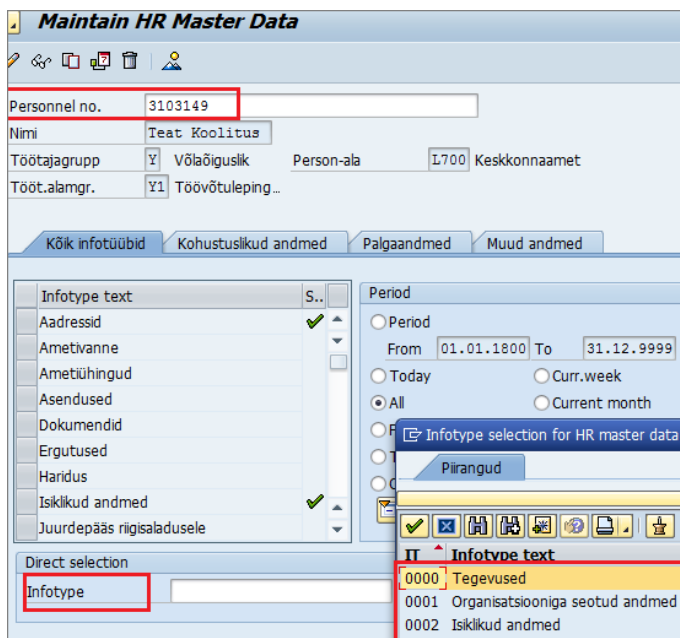 Maintain HR Master Data
Personnel no. 3103149
Nimi Teat Koolitus
Töötajagrupp Y Võlaõiguslik Person-ala L700 Keskkonnaamet
Tööt.alamgr. Y1 Töövõtuleping...
Kõik infotüübid Kohustuslikud andmed Palgaandmed Muud andmed
Infotype text S..
Aadressid
Ametivanne
Ametiühingud
Asendused
Dokumendid
Ergutused
Haridus
Isiklikud andmed
Juurdepääs riigisaladusele
Period
Period
From 01.01.1800 To 31.12.9999
Today Curr.week
All Current month
Direct selection
Infotype
Infotype selection for HR master data
Piirangud
IT Infotype text
0000 Tegevused
0001 Organisatsiooniga seotud andmed
0002 Isiklikud andmed